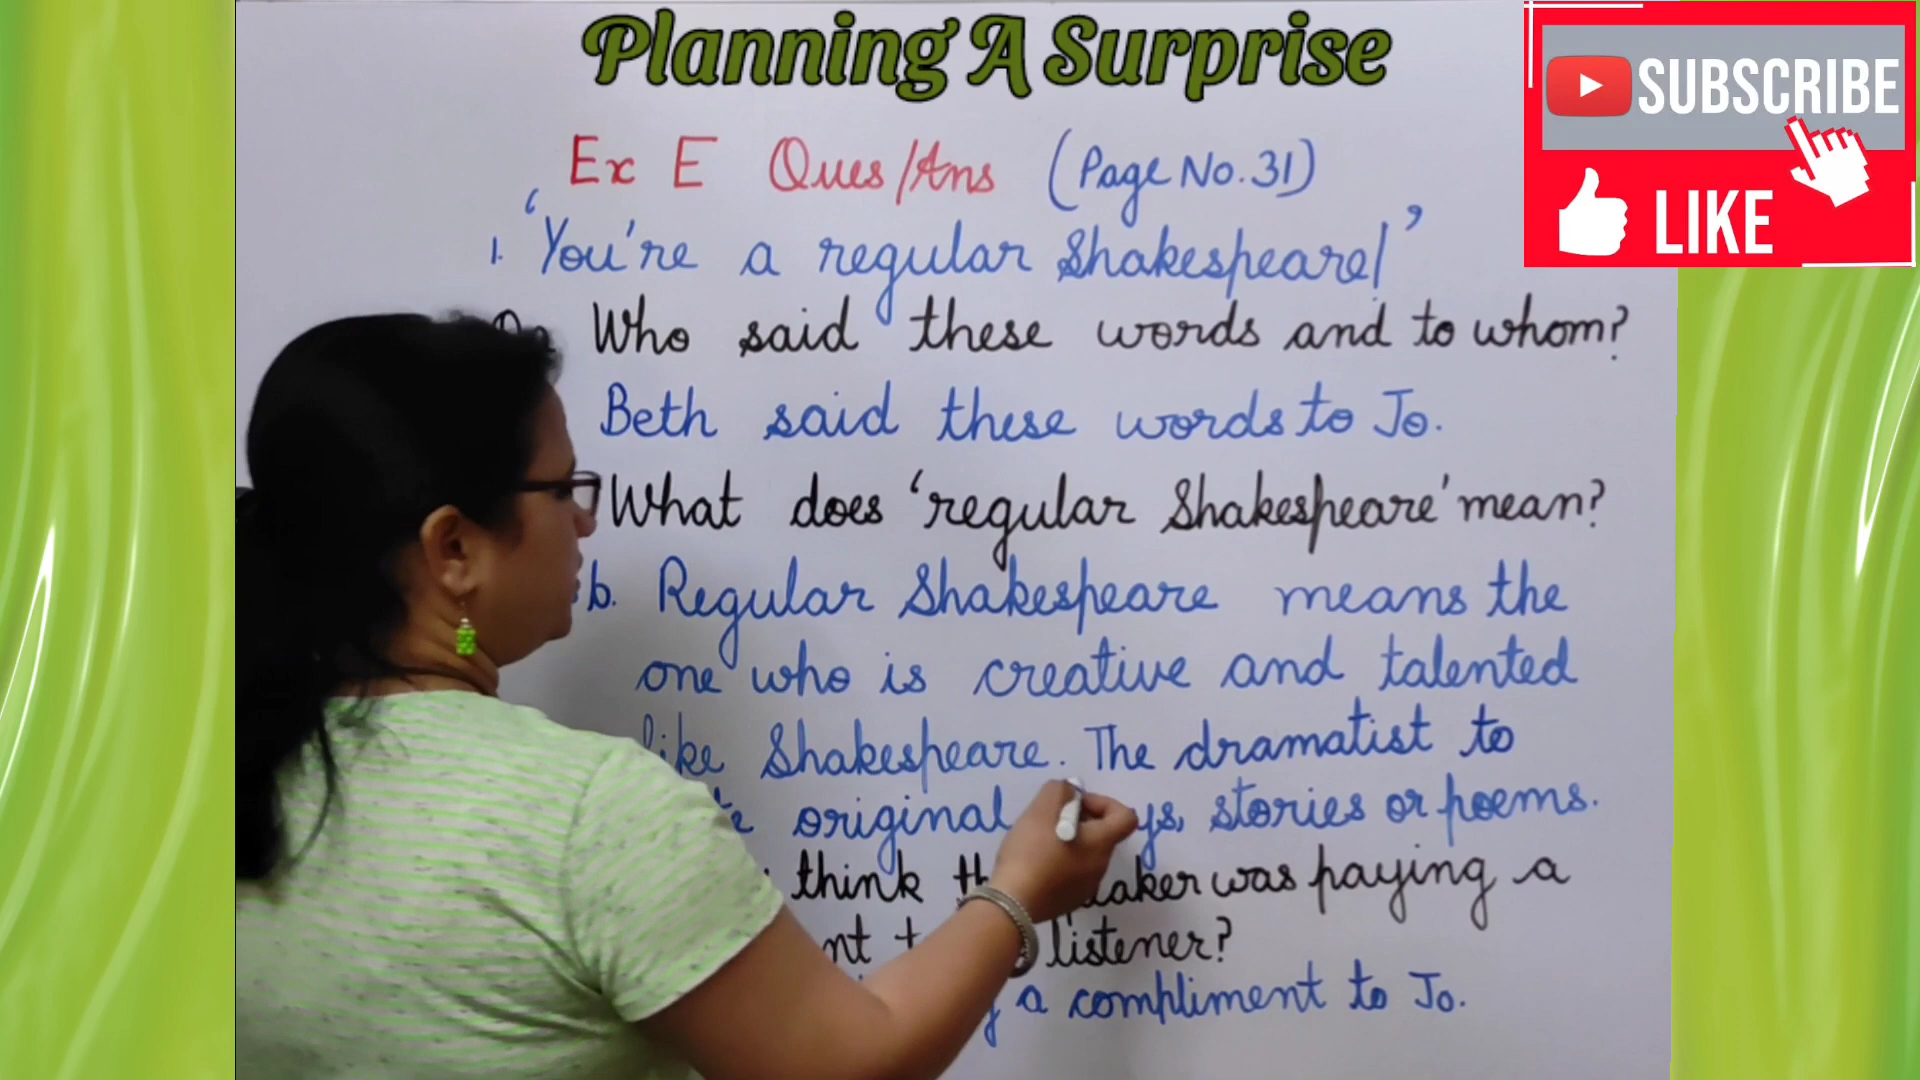 Planning A Surprise
SUBSCRIBE
LIKE
Ex E Ques/Ans (Page No. 31)
1. 'You're a regular Shakespeare!'
Who said these words and to whom?
Beth said these words to Jo.
What does 'regular Shakespeare' mean?
b. Regular Shakespeare means the
one who is creative and talented
like Shakespeare. The dramatist to
original stories or poems.
think was paying a
listener?
a compliment to Jo.